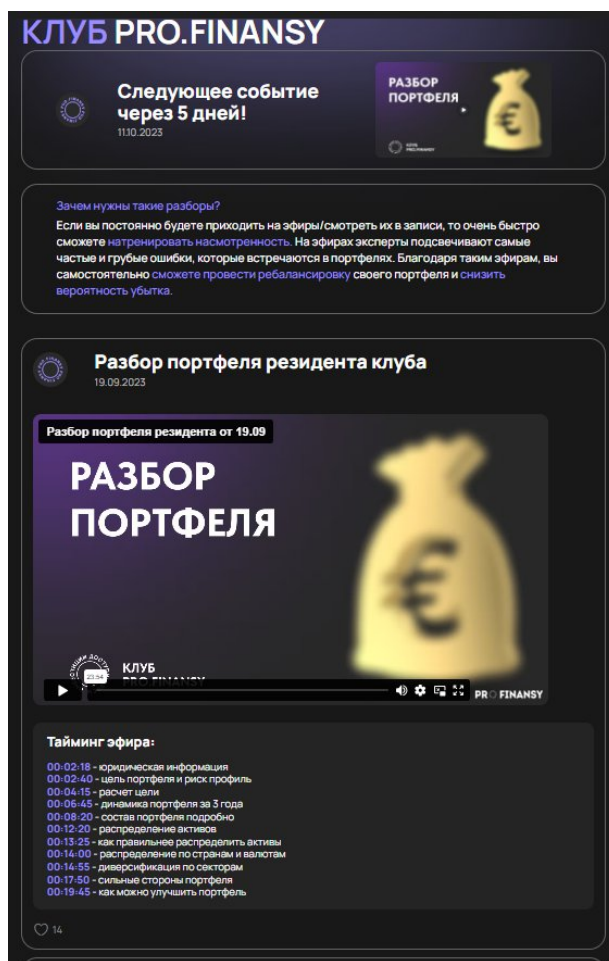 КЛУБ PRO.FINANSY
Следующее событие
через 5 дней!
11.10.2023
РАЗБОР
ПОРТФЕЛЯ
КЛУБ
PRO.FINANSY
Зачем нужны такие разборы?
Если вы постоянно будете приходить на эфиры/смотреть их в записи, то очень быстро
сможете натренировать насмотренность. На эфирах эксперты подсвечивают самые
частые и грубые ошибки, которые встречаются в портфелях. Благодаря таким эфирам, вы
самостоятельно сможете провести ребалансировку своего портфеля и снизить
вероятность убытка.
Разбор портфеля резидента клуба
19.09.2023
Разбор портфеля резидента от 19.09
РАЗБОР
ПОРТФЕЛЯ
КЛУБ
PRO.FINANSY
23:54
PRO FINANSY
Тайминг эфира:
00:02:18 - юридическая информация
00:02:40 - цель портфеля и риск профиль
00:04:15 - расчет цели
00:06:45 - динамика портфеля за 3 года
00:08:20 - состав портфеля подробно
00:12:20 - распределение активов
00:13:25 - как правильнее распределить активы
00:14:00 - распределение по странам и валютам
00:14:55 - диверсификация по секторам
00:17:50 - сильные стороны портфеля
00:19:45 - как можно улучшить портфель
14